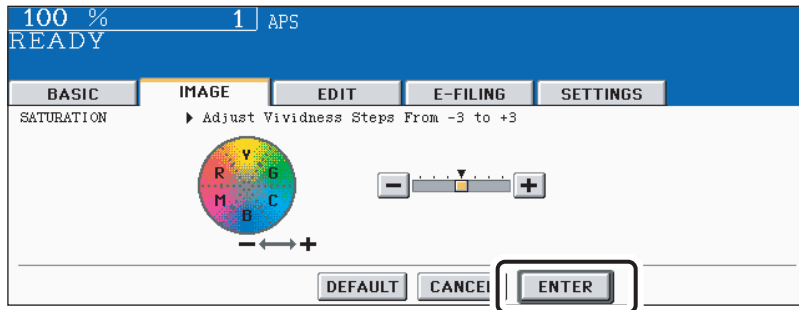 100 % 1 APS
READY
BASIC IMAGE EDIT E-FILING SETTINGS
SATURATION Adjust Vividness Steps From -3 to +3
Y
R G
M C
B
- +
- +
DEFAULT CANCEL ENTER